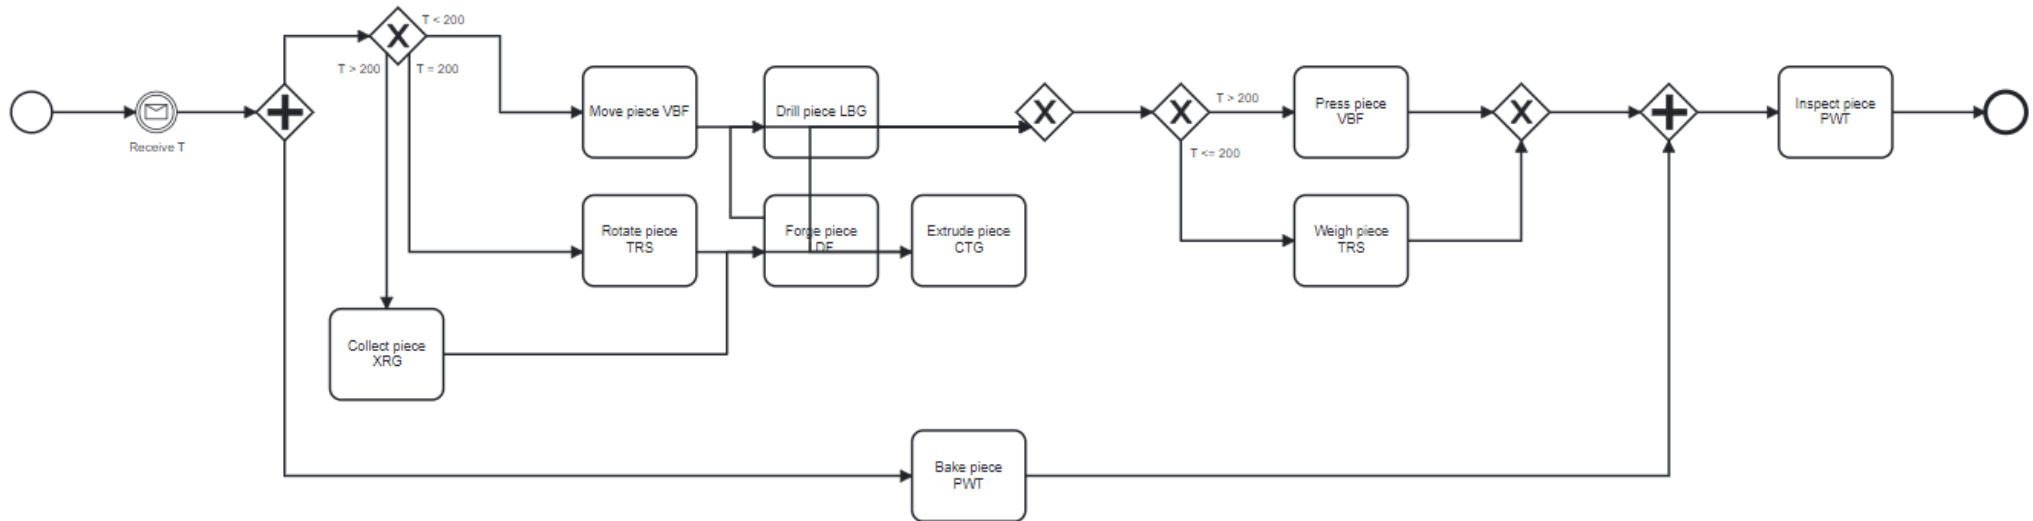 T < 200
T > 200
T = 200
Receive T
Move piece VBF
Drill piece LBG
T > 200
Press piece
VBF
Inspect piece
PWT
T <= 200
Rotate piece
TRS
Forge piece
DF
Extrude piece
CTG
Weigh piece
TRS
Collect piece
XRG
Bake piece
PWT